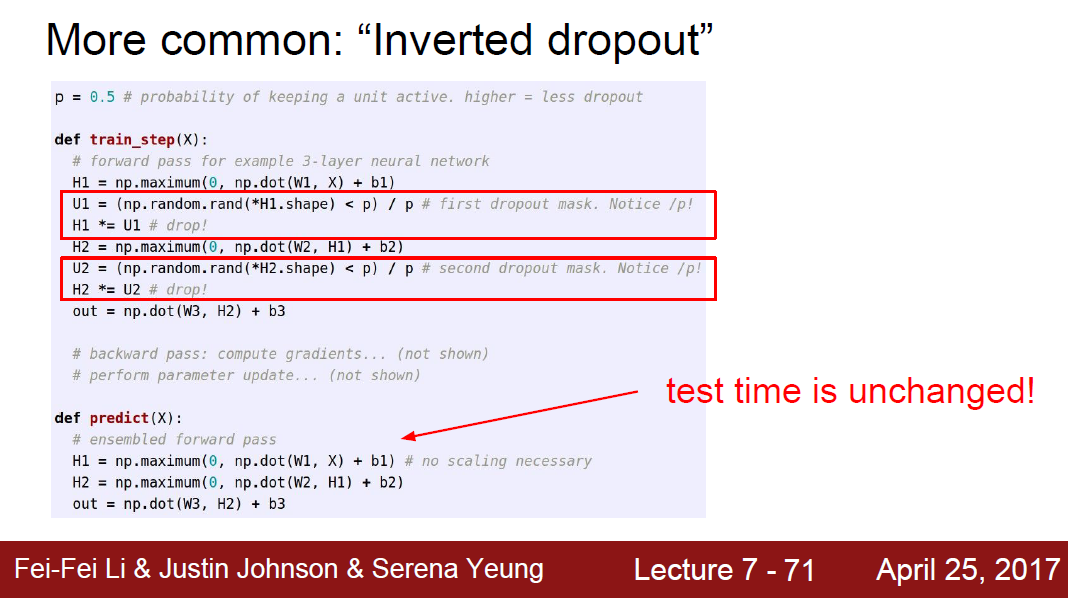 More common: “Inverted dropout”
p = 0.5 # probability of keeping a unit active. higher = less dropout
def train_step(X):
# forward pass for example 3-layer neural network
H1 = np.maximum(0, np.dot(W1, X) + b1)
U1 = (np.random.rand(*H1.shape) < p) / p # first dropout mask. Notice /p!
H1 *= U1 # drop!
H2 = np.maximum(0, np.dot(W2, H1) + b2)
U2 = (np.random.rand(*H2.shape) < p) / p # second dropout mask. Notice /p!
H2 *= U2 # drop!
out = np.dot(W3, H2) + b3
# backward pass: compute gradients... (not shown)
# perform parameter update... (not shown)
test time is unchanged!
def predict(X):
# ensembled forward pass
H1 = np.maximum(0, np.dot(W1, X) + b1) # no scaling necessary
H2 = np.maximum(0, np.dot(W2, H1) + b2)
out = np.dot(W3, H2) + b3
Fei-Fei Li & Justin Johnson & Serena Yeung Lecture 7 - 71 April 25, 2017